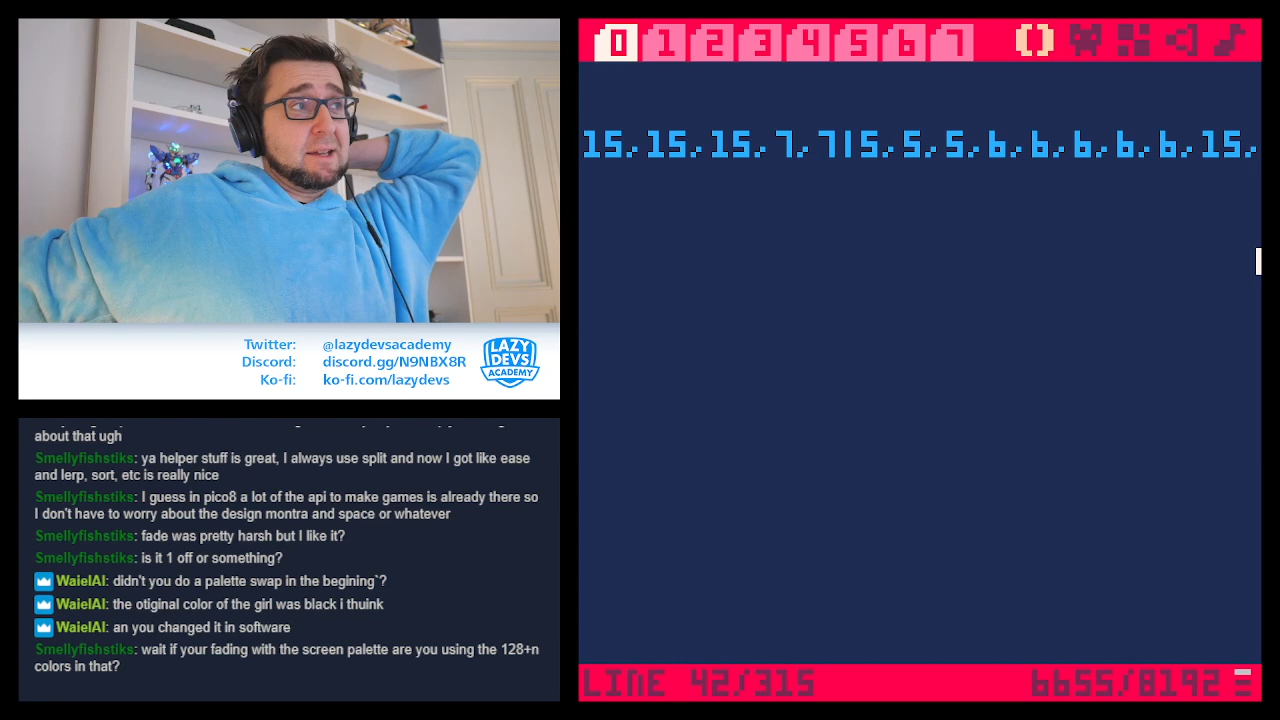 0 1 2 3 4 5 6 7
15,15,15,7,7|5,5,5,6,6,6,6,6,15,
Twitter: @lazydevsacademy
Discord: discord.gg/N9NBX8R
Ko-fi: ko-fi.com/lazydevs
LAZY
DEVS
ACADEMY
about that ugh
Smellyfishstiks: ya helper stuff is great, I always use split and now I got like ease
and lerp, sort, etc is really nice
Smellyfishstiks: I guess in pico8 a lot of the api to make games is already there so
I don't have to worry about the design montra and space or whatever
Smellyfishstiks: fade was pretty harsh but I like it?
Smellyfishstiks: is it 1 off or something?
WaielAl: didn't you do a palette swap in the begining`?
WaielAl: the otiginal color of the girl was black i thuink
WaielAl: an you changed it in software
Smellyfishstiks: wait if your fading with the screen palette are you using the 128+n
colors in that?
LINE 42/315
6655/8192